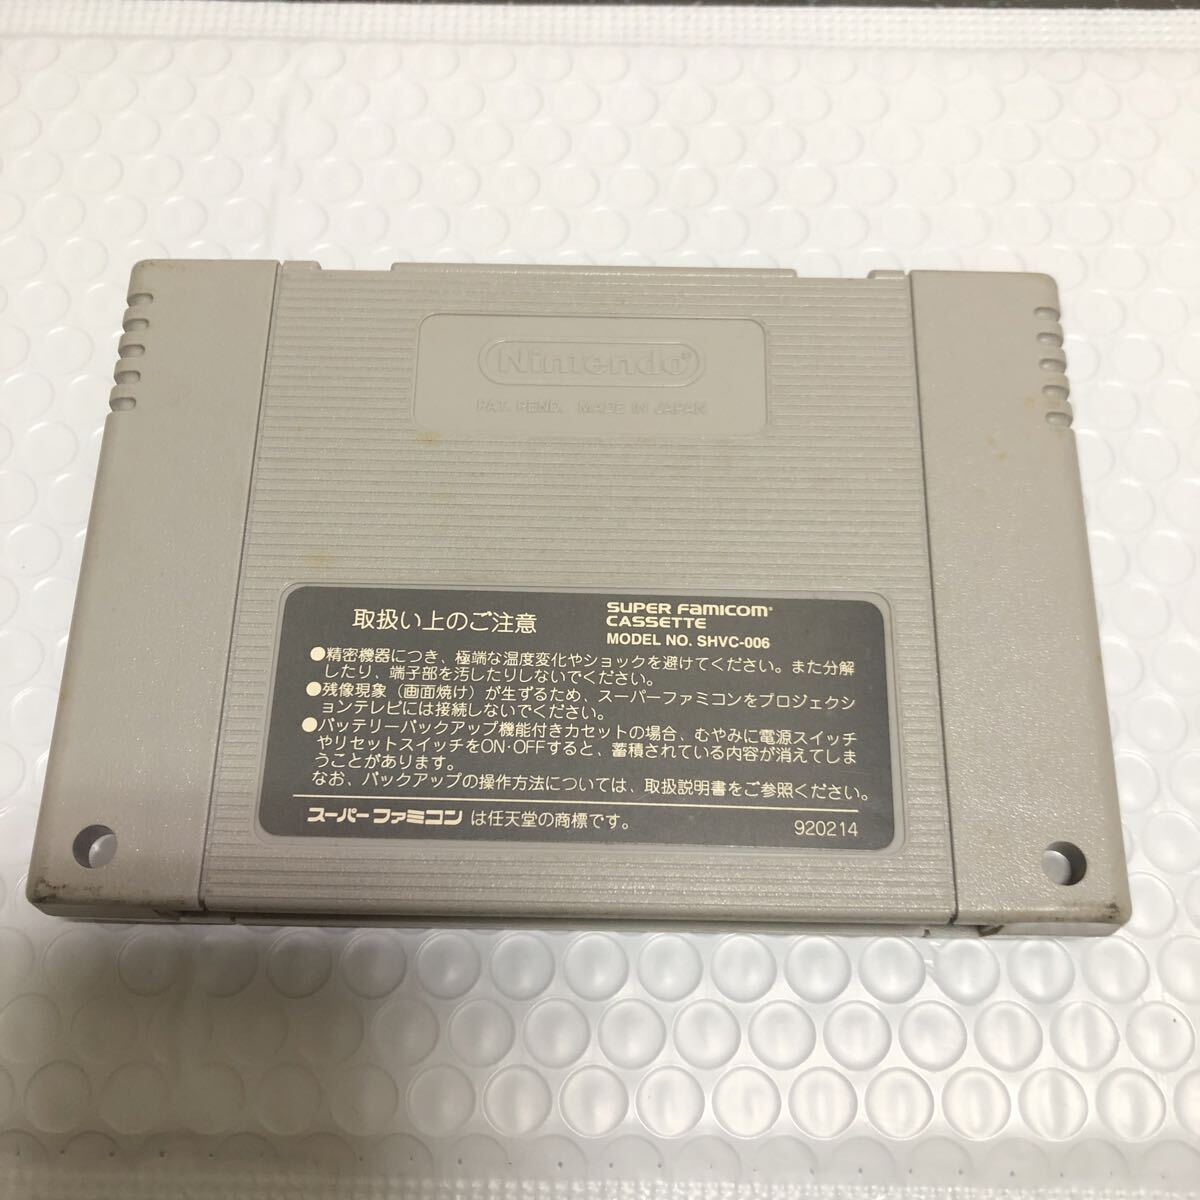 Nintendo®
PAT. PEND. MADE IN JAPAN
取扱い上のご注意
SUPER FAMICOM®
CASSETTE
MODEL NO. SHVC-006
●精密機器につき、極端な温度変化やショックを避けてください。また分解
したり、端子部を汚したりしないでください。
●残像現象（画面焼け）が生ずるため、スーパーファミコンをプロジェクシ
ョンテレビには接続しないでください。
●バッテリーバックアップ機能付きカセットの場合、むやみに電源スイッチ
やリセットスイッチをON·OFFすると、蓄積されている内容が消えてしま
うことがあります。
なお、バックアップの操作方法については、取扱説明書をご参照ください。
スーパーファミコン は任天堂の商標です。
920214